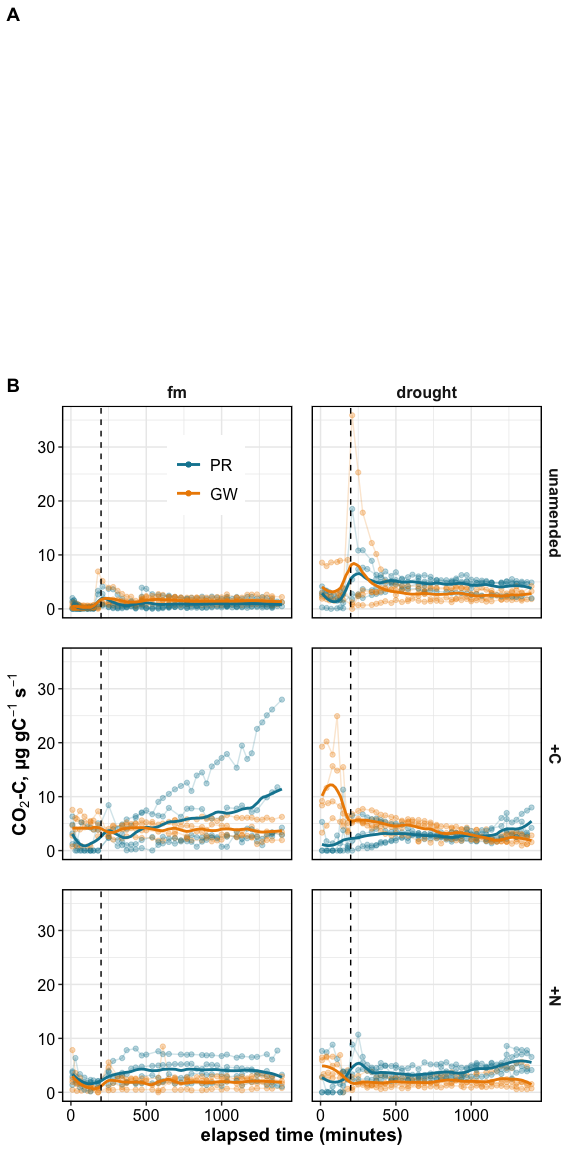 A
B
fm drought
30
20
10
0
PR
GW
unamended
30
20
10
0
+C
CO₂-C, µg gC⁻¹ s⁻¹
30
20
10
0
+N
0 500 1000 0 500 1000
elapsed time (minutes)